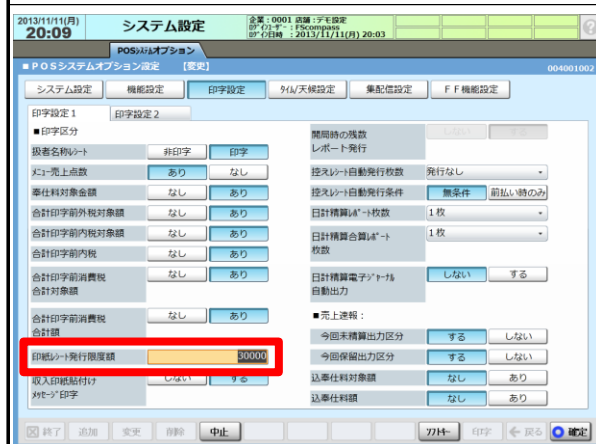 2013/11/11(月)
20:09
システム設定
企業：0001 店舗：デモ設定
ﾛｸﾞｲﾝﾕｰｻﾞｰ：FScompass
ﾛｸﾞｲﾝ日時 ：2013/11/11(月) 20:03
POSｼｽﾃﾑオプション
■ＰＯＳシステムオプション設定 【変更】
004001002
システム設定 機能設定 印字設定 ﾀｲﾑ/天候設定 集配信設定 ＦＦ機能設定
印字設定１ 印字設定２
■印字区分
扱者名称ﾚｼｰﾄ 非印字 印字
ﾒﾆｭｰ売上点数 あり なし
奉仕料対象金額 なし あり
合計印字前外税対象額 なし あり
合計印字前内税対象額 なし あり
合計印字前内税 なし あり
合計印字前消費税
合計対象額 なし あり
合計印字前消費税
合計額 なし あり
印紙ﾚｼｰﾄ発行限度額 30000
収入印紙貼付け
ﾒｯｾｰｼﾞ印字 しない する
開局時の残数
レポート発行 しない する
控えﾚｼｰﾄ自動発行枚数 発行なし
控えﾚｼｰﾄ自動発行条件 無条件 前払い時のみ
日計精算ﾚﾎﾟｰﾄ枚数 1枚
日計精算合算ﾚﾎﾟｰﾄ
枚数 1枚
日計精算電子ｼﾞｬｰﾅﾙ
自動出力 しない する
■売上速報：
今回未精算出力区分 する しない
今回保留出力区分 する しない
込奉仕料対象額 なし あり
込奉仕料額 なし あり
終了 追加 変更 削除 中止 ﾌｱﾝｸｼｮﾝﾒﾆｭｰ 印字 戻る 確定